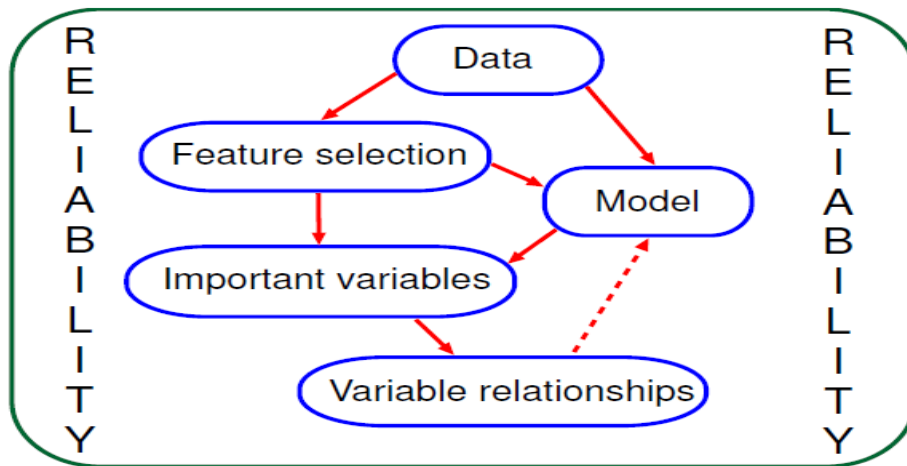 RELIABILITY
Data
Feature selection
Model
Important variables
Variable relationships
RELIABILITY